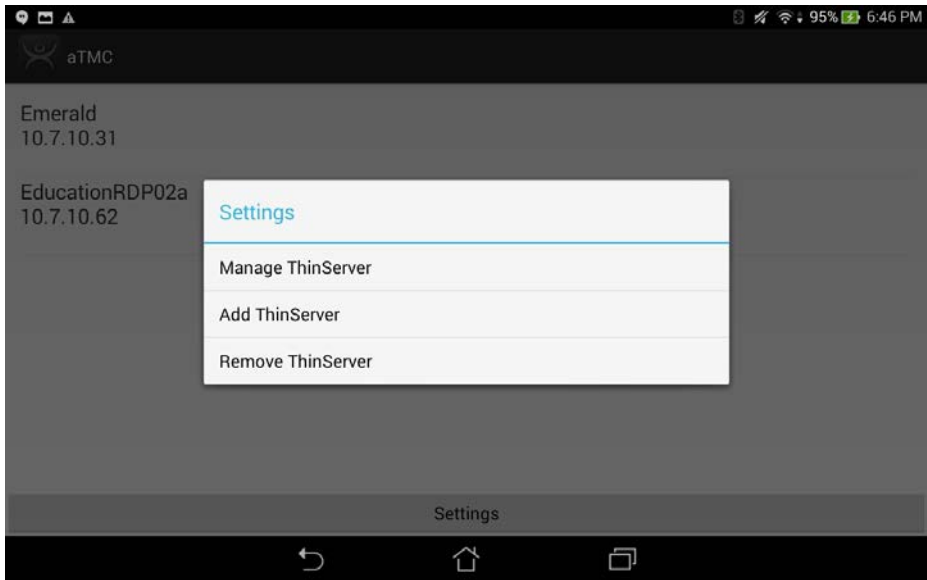 95% 6:46 PM
aTMC
Emerald
10.7.10.31
EducationRDP02a
10.7.10.62
Settings
Manage ThinServer
Add ThinServer
Remove ThinServer
Settings